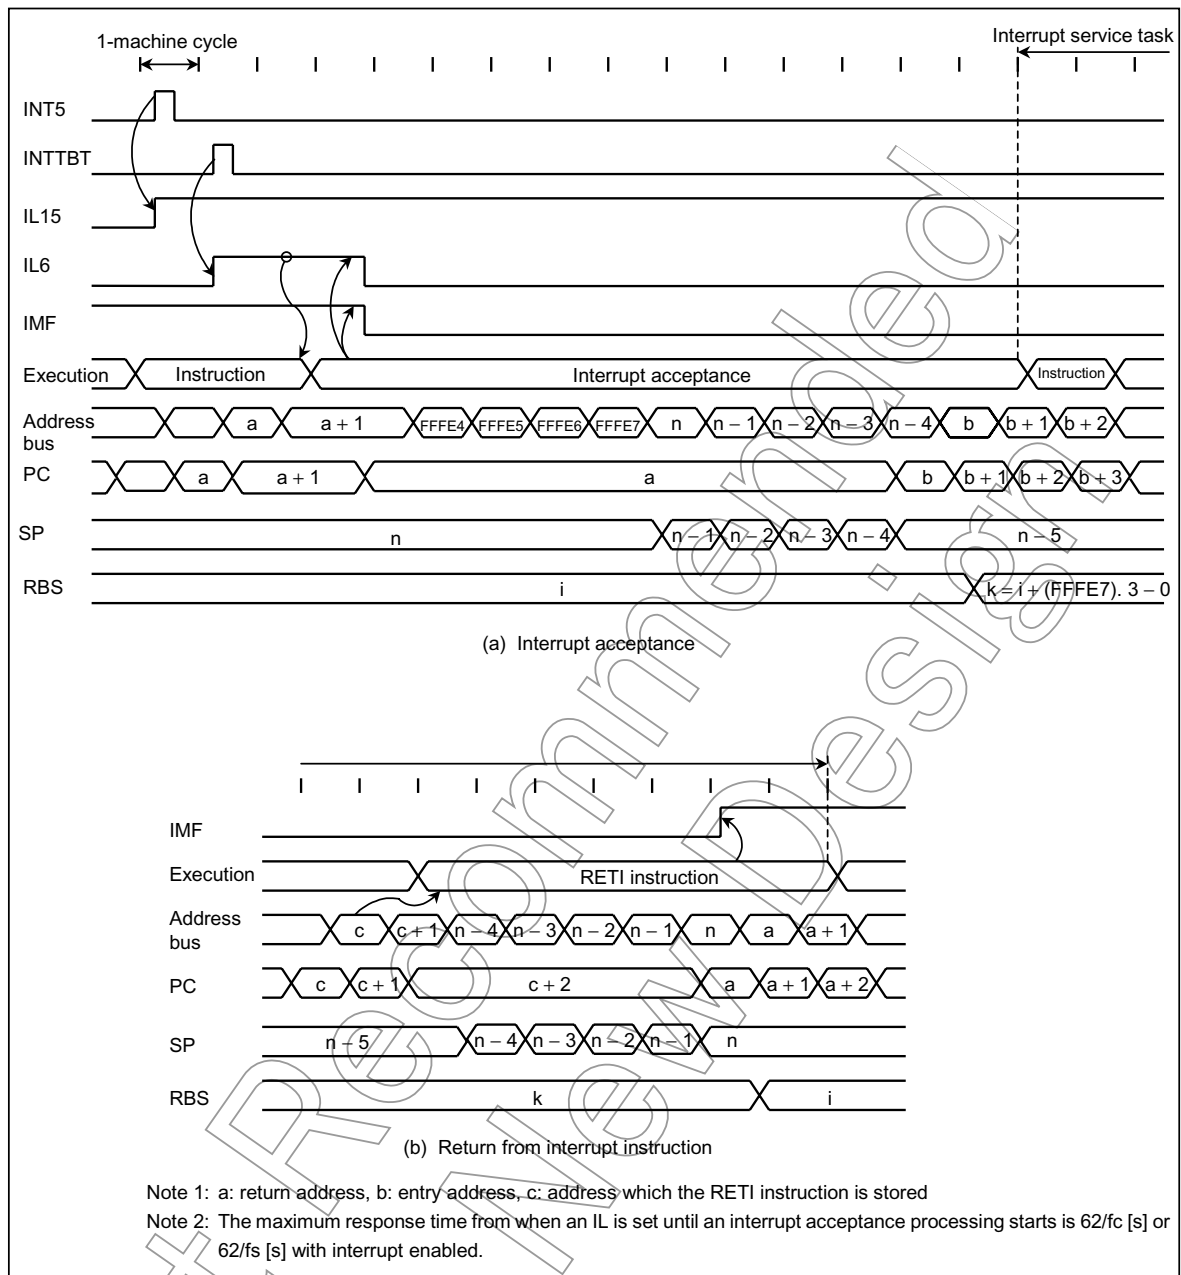 1-machine cycle
Interrupt service task
INT5
INTTBT
IL15
IL6
IMF
Execution Instruction Interrupt acceptance Instruction
Address bus a a + 1 FFFE4 FFFE5 FFFE6 FFFE7 n n – 1 n – 2 n – 3 n – 4 b b + 1 b + 2
PC a a + 1 a b b + 1 b + 2 b + 3
SP n n – 1 n – 2 n – 3 n – 4 n – 5
RBS i k = i + (FFFE7). 3 – 0
(a) Interrupt acceptance
IMF
Execution RETI instruction
Address bus c c + 1 n – 4 n – 3 n – 2 n – 1 n a a + 1
PC c c + 1 c + 2 a a + 1 a + 2
SP n – 5 n – 4 n – 3 n – 2 n – 1 n
RBS k i
(b) Return from interrupt instruction
Note 1: a: return address, b: entry address, c: address which the RETI instruction is stored
Note 2: The maximum response time from when an IL is set until an interrupt acceptance processing starts is 62/fc [s] or
62/fs [s] with interrupt enabled.
Recommended
New Design